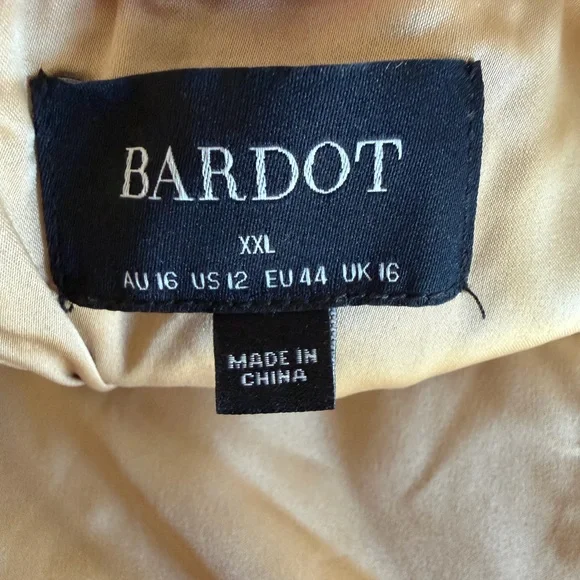 BARDOT
XXL
AU 16 US 12 EU 44 UK 16
MADE IN
CHINA